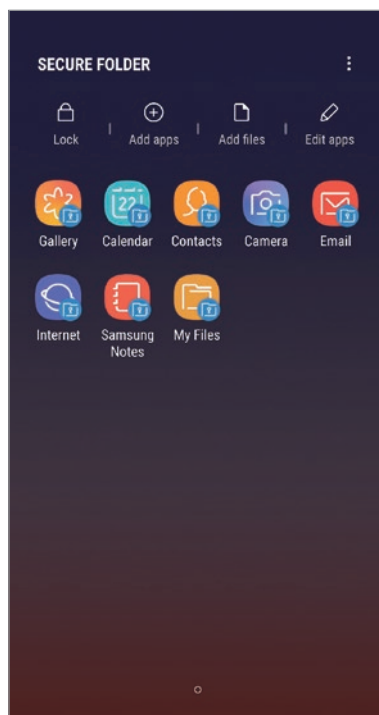 SECURE FOLDER
Lock Add apps Add files Edit apps
22
Gallery Calendar Contacts Camera Email
Internet Samsung Notes My Files